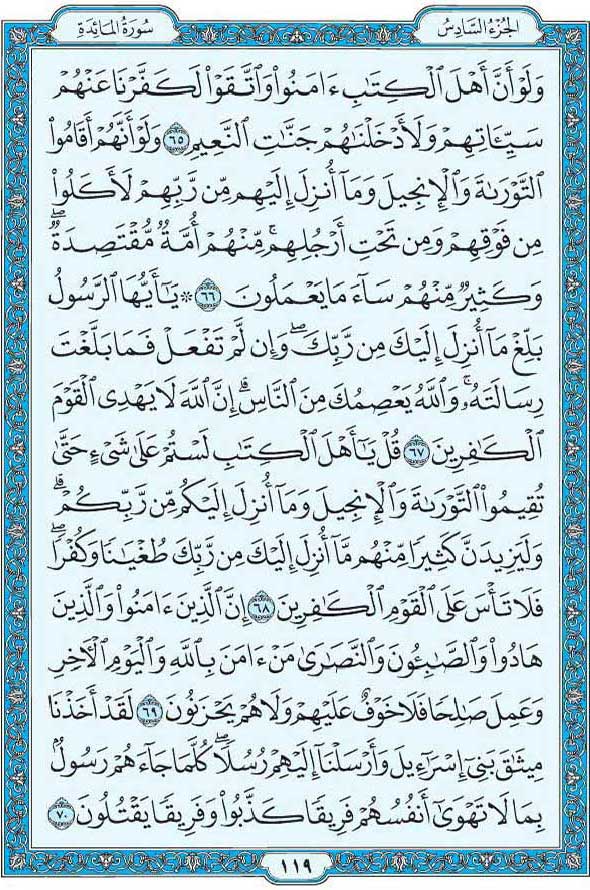 الجُزْءُ السَّادِسُ
سُورَةُ المَائِدَةِ
وَلَوْ أَنَّ أَهْلَ ٱلْكِتَٰبِ ءَامَنُوا۟ وَٱتَّقَوْا۟ لَكَفَّرْنَا عَنْهُمْ
سَيِّـَٔاتِهِمْ وَلَأَدْخَلْنَٰهُمْ جَنَّٰتِ ٱلنَّعِيمِ ٦٥ وَلَوْ أَنَّهُمْ أَقَامُوا۟
ٱلتَّوْرَىٰةَ وَٱلْإِنجِيلَ وَمَآ أُنزِلَ إِلَيْهِم مِّن رَّبِّهِمْ لَأَكَلُوا۟
مِن فَوْقِهِمْ وَمِن تَحْتِ أَرْجُلِهِم ۚ مِّنْهُمْ أُمَّةٌ مُّقْتَصِدَةٌ ۖ
وَكَثِيرٌ مِّنْهُمْ سَآءَ مَا يَعْمَلُونَ ٦٦ ۞ يَٰٓأَيُّهَا ٱلرَّسُولُ
بَلِّغْ مَآ أُنزِلَ إِلَيْكَ مِن رَّبِّكَ ۖ وَإِن لَّمْ تَفْعَلْ فَمَا بَلَّغْتَ
رِسَالَتَهُۥ ۚ وَٱللَّهُ يَعْصِمُكَ مِنَ ٱلنَّاسِ ۗ إِنَّ ٱللَّهَ لَا يَهْدِى ٱلْقَوْمَ
ٱلْكَٰفِرِينَ ٦٧ قُلْ يَٰٓأَهْلَ ٱلْكِتَٰبِ لَسْتُمْ عَلَىٰ شَىْءٍ حَتَّىٰ
تُقِيمُوا۟ ٱلتَّوْرَىٰةَ وَٱلْإِنجِيلَ وَمَآ أُنزِلَ إِلَيْكُم مِّن رَّبِّكُمْ ۗ
وَلَيَزِيدَنَّ كَثِيرًا مِّنْهُم مَّآ أُنزِلَ إِلَيْكَ مِن رَّبِّكَ طُغْيَٰنًا وَكُفْرًا ۖ
فَلَا تَأْسَ عَلَى ٱلْقَوْمِ ٱلْكَٰفِرِينَ ٦٨ إِنَّ ٱلَّذِينَ ءَامَنُوا۟ وَٱلَّذِينَ
هَادُوا۟ وَٱلصَّٰبِـُٔونَ وَٱلنَّصَٰرَىٰ مَنْ ءَامَنَ بِٱللَّهِ وَٱلْيَوْمِ ٱلْءَاخِرِ
وَعَمِلَ صَٰلِحًا فَلَا خَوْفٌ عَلَيْهِمْ وَلَا هُمْ يَحْزَنُونَ ٦٩ لَقَدْ أَخَذْنَا
مِيثَٰقَ بَنِىٓ إِسْرَٰٓءِيلَ وَأَرْسَلْنَآ إِلَيْهِمْ رُسُلًا ۖ كُلَّمَا جَآءَهُمْ رَسُولٌۢ
بِمَا لَا تَهْوَىٰٓ أَنفُسُهُمْ فَرِيقًا كَذَّبُوا۟ وَفَرِيقًا يَقْتُلُونَ ٧٠
١١٩